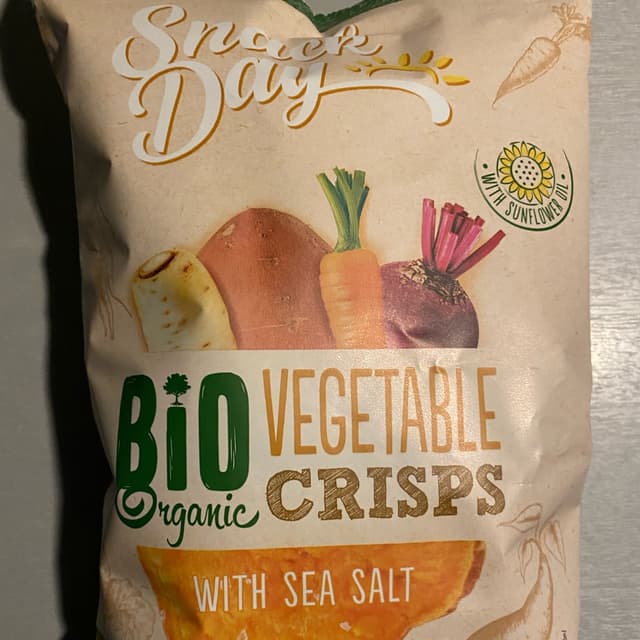 Snack
Day
• WITH SUNFLOWER OIL •
BiO
Organic
VEGETABLE
CRISPS
WITH SEA SALT